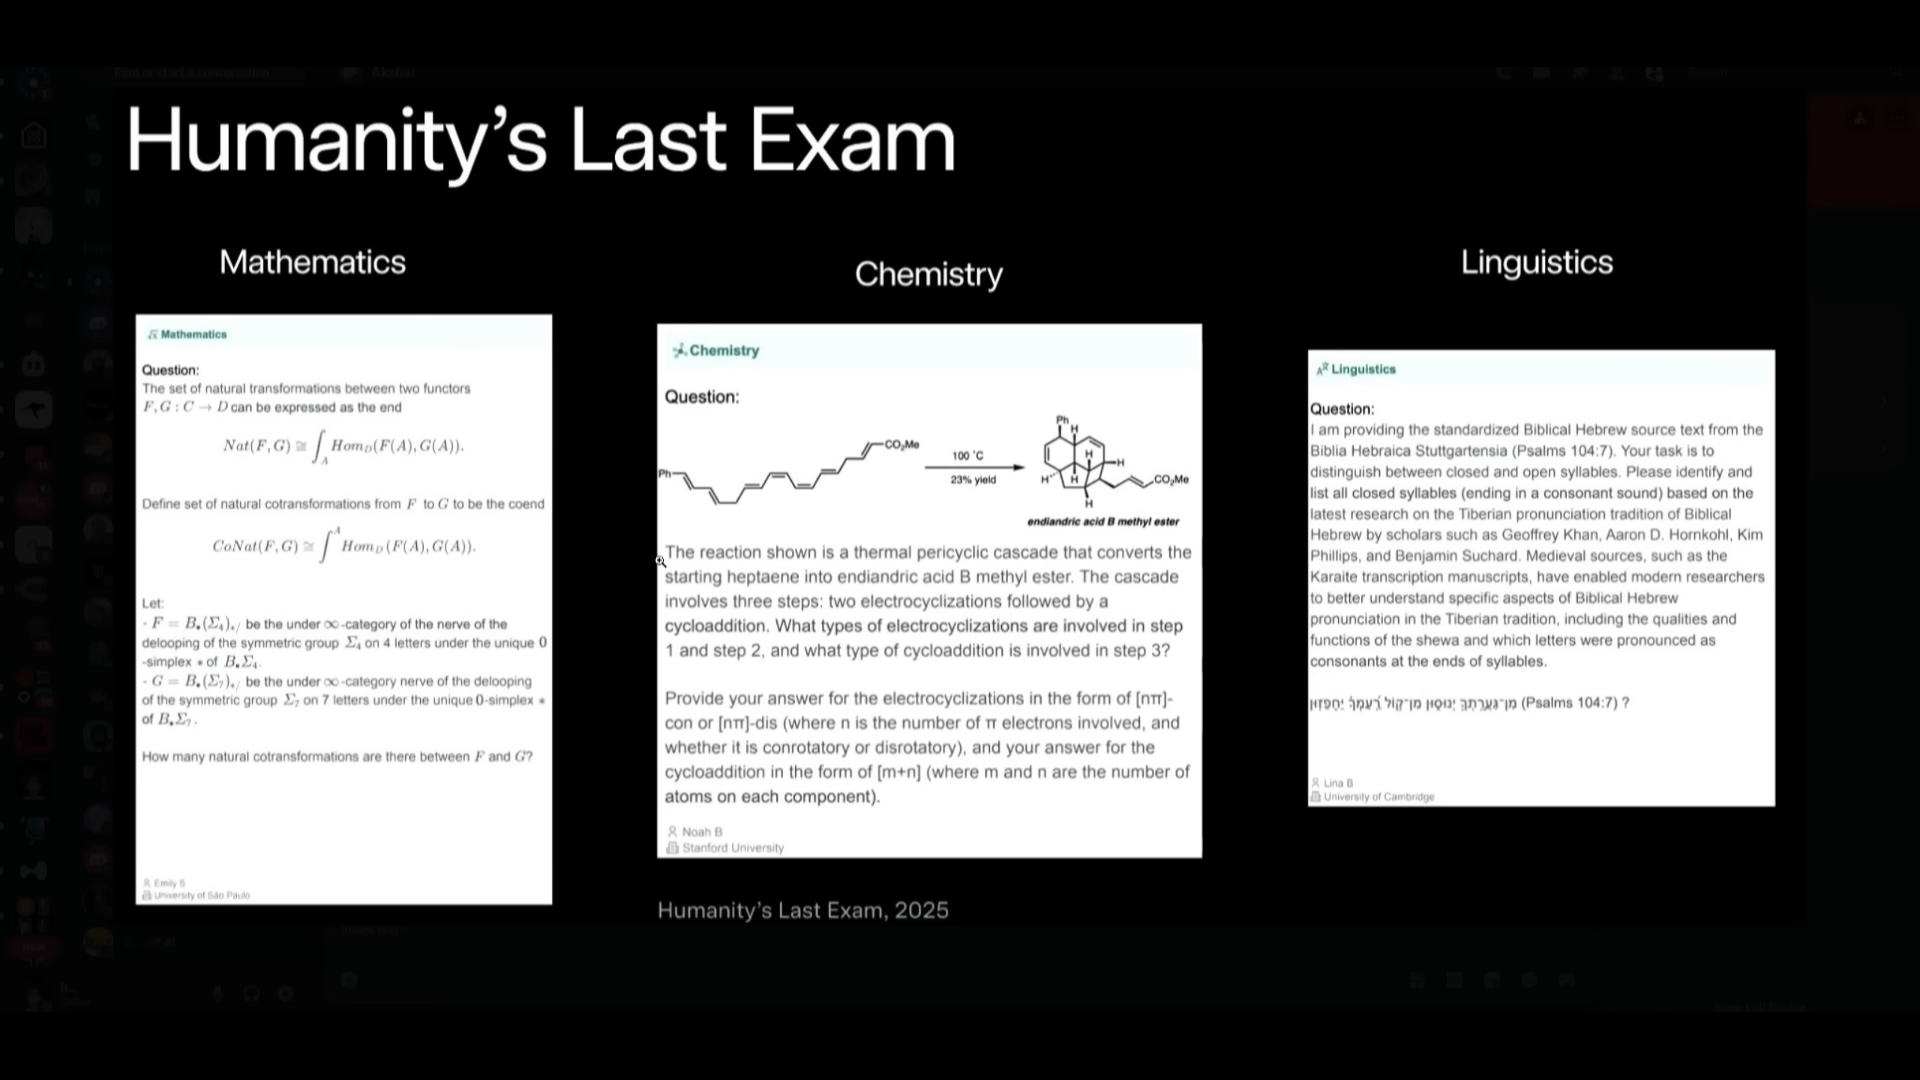 Humanity’s Last Exam
Mathematics
Mathematics
Question:
The set of natural transformations between two functors
F, G : C → D can be expressed as the end
Nat(F, G) ≅ ∫_A Hom_D(F(A), G(A)).
Define set of natural cotransformations from F to G to be the coend
CoNat(F, G) ≅ ∫^A Hom_D(F(A), G(A)).
Let:
- F = B•(Σ₄)*/ be the under ∞-category of the nerve of the
delooping of the symmetric group Σ₄ on 4 letters under the unique 0
-simplex * of B•Σ₄.
- G = B•(Σ₇)*/ be the under ∞-category nerve of the delooping
of the symmetric group Σ₇ on 7 letters under the unique 0-simplex *
of B•Σ₇.
How many natural cotransformations are there between F and G?
Emily S
University of São Paulo
Chemistry
Chemistry
Question:
Ph
CO₂Me
100 ˚C
23% yield
Ph
H
H
H
H
H
H
CO₂Me
endiandric acid B methyl ester
The reaction shown is a thermal pericyclic cascade that converts the
starting heptaene into endiandric acid B methyl ester. The cascade
involves three steps: two electrocyclizations followed by a
cycloaddition. What types of electrocyclizations are involved in step
1 and step 2, and what type of cycloaddition is involved in step 3?
Provide your answer for the electrocyclizations in the form of [nπ]-
con or [nπ]-dis (where n is the number of π electrons involved, and
whether it is conrotatory or disrotatory), and your answer for the
cycloaddition in the form of [m+n] (where m and n are the number of
atoms on each component).
Noah B
Stanford University
Humanity’s Last Exam, 2025
Linguistics
Linguistics
Question:
I am providing the standardized Biblical Hebrew source text from the
Biblia Hebraica Stuttgartensia (Psalms 104:7). Your task is to
distinguish between closed and open syllables. Please identify and
list all closed syllables (ending in a consonant sound) based on the
latest research on the Tiberian pronunciation tradition of Biblical
Hebrew by scholars such as Geoffrey Khan, Aaron D. Hornkohl, Kim
Phillips, and Benjamin Suchard. Medieval sources, such as the
Karaite transcription manuscripts, have enabled modern researchers
to better understand specific aspects of Biblical Hebrew
pronunciation in the Tiberian tradition, including the qualities and
functions of the shewa and which letters were pronounced as
consonants at the ends of syllables.
מִן־גַּעֲרָתְךָ֣ יְנוּס֑וּן מִן־ק֥וֹל רַֽ֝עַמְךָ֗ יֵחָפֵזֽוּן (Psalms 104:7) ?
Lina B
University of Cambridge